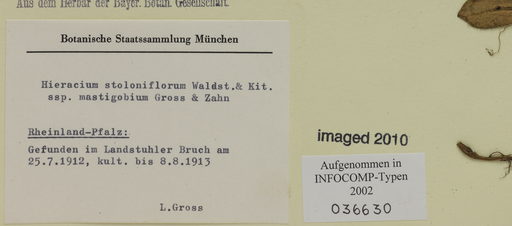 Aus dem Herbar der Bayer. Botan. Gesellschaft.
Botanische Staatssammlung München
Hieracium stoloniflorum Waldst.& Kit.
ssp. mastigobium Gross & Zahn
Rheinland-Pfalz:
Gefunden im Landstuhler Bruch am
25.7.1912, kult. bis 8.8.1913
L.Gross
imaged 2010
Aufgenommen in
INFOCOMP-Typen
2002
036630